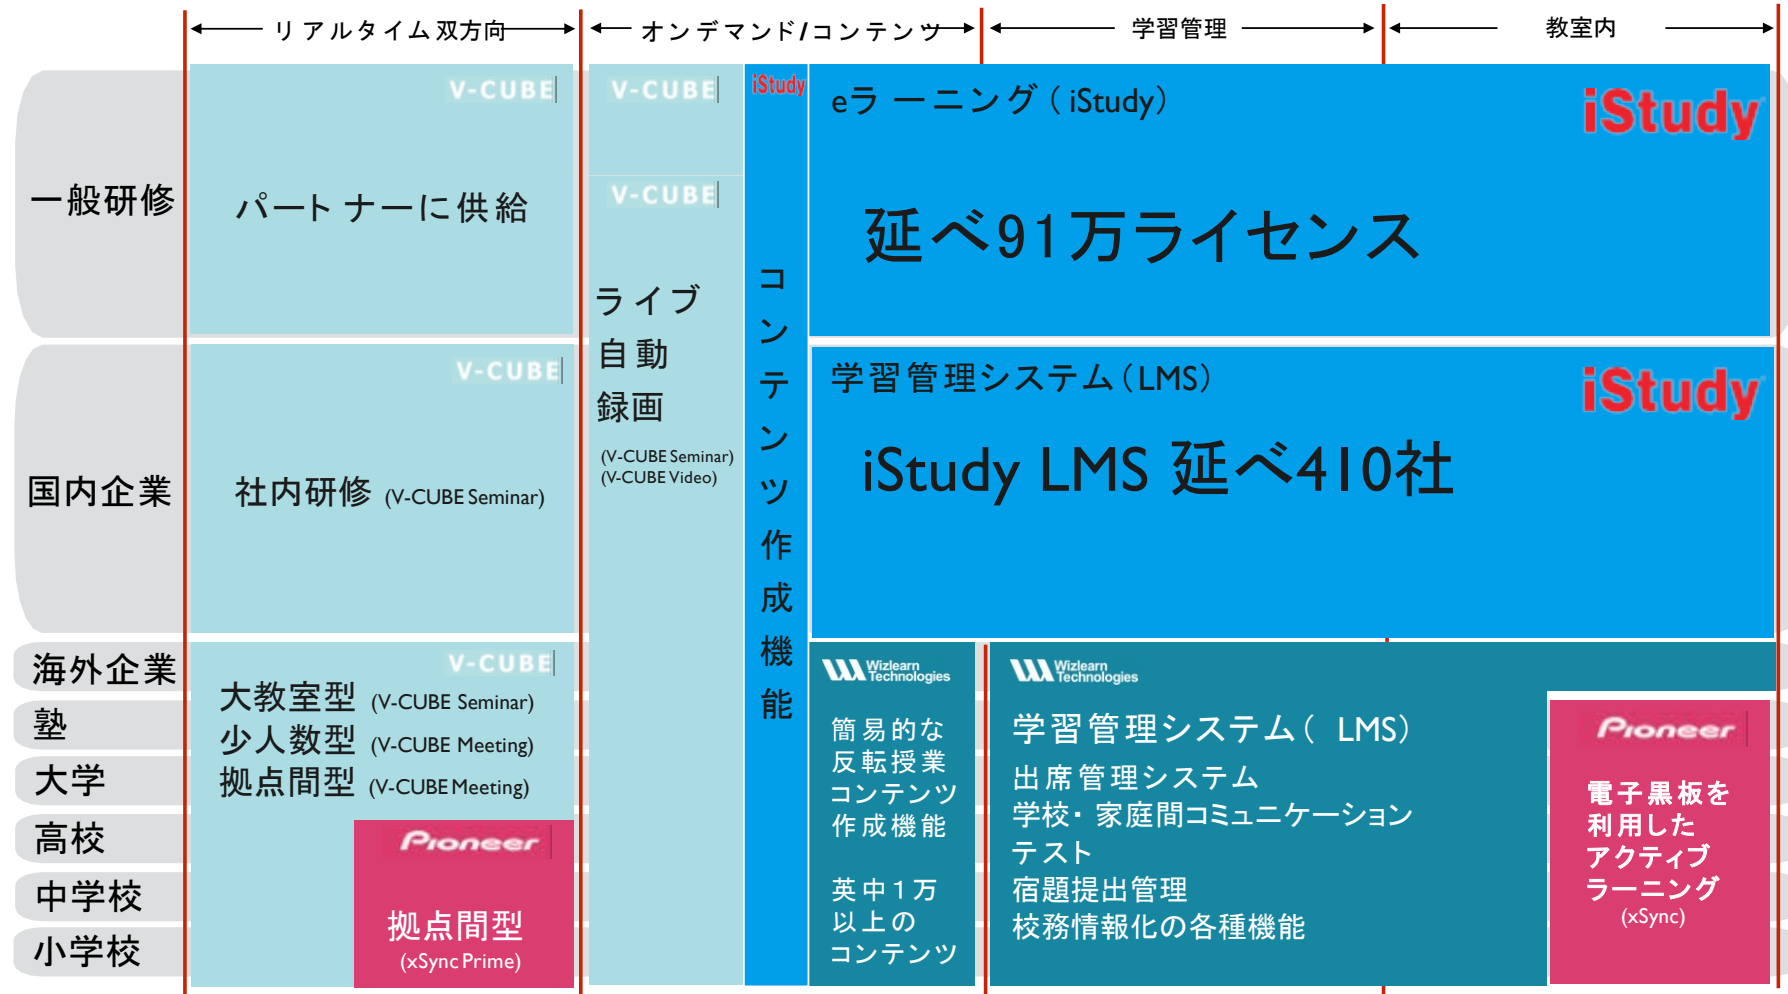 リアルタイム双方向
オンデマンド/コンテンツ
学習管理
教室内
一般研修
V-CUBE
パートナーに供給
V-CUBE
V-CUBE
ライブ
自動
録画
(V-CUBE Seminar)
(V-CUBE Video)
iStudy
コンテンツ作成機能
eラーニング(iStudy)
iStudy
延べ91万ライセンス
国内企業
V-CUBE
社内研修 (V-CUBE Seminar)
学習管理システム(LMS)
iStudy
iStudy LMS 延べ410社
海外企業
塾
大学
高校
中学校
小学校
V-CUBE
大教室型 (V-CUBE Seminar)
少人数型 (V-CUBE Meeting)
拠点間型 (V-CUBE Meeting)
Pioneer
拠点間型
(xSync Prime)
Wizlearn
Technologies
簡易的な
反転授業
コンテンツ
作成機能
英中1万
以上の
コンテンツ
Wizlearn
Technologies
学習管理システム( LMS)
出席管理システム
学校・家庭間コミュニケーション
テスト
宿題提出管理
校務情報化の各種機能
Pioneer
電子黒板を
利用した
アクティブ
ラーニング
(xSync)